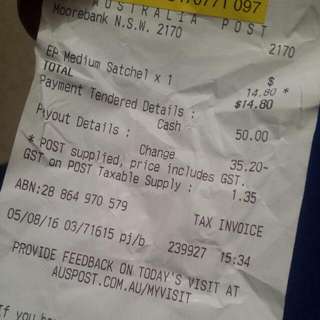 AUSTRALIA POST
Moorebank N.S.W. 2170 2170
EP Medium Satchel x 1 $ 14.80 *
TOTAL $14.80
Payment Tendered Details :
Cash 50.00
Payout Details :
Change 35.20-
* POST supplied, price includes GST.
GST on POST Taxable Supply : 1.35
ABN:28 864 970 579
TAX INVOICE
05/08/16 03/71615 pj/b 239927 15:34
PROVIDE FEEDBACK ON TODAY'S VISIT AT
AUSPOST.COM.AU/MYVISIT
If you have